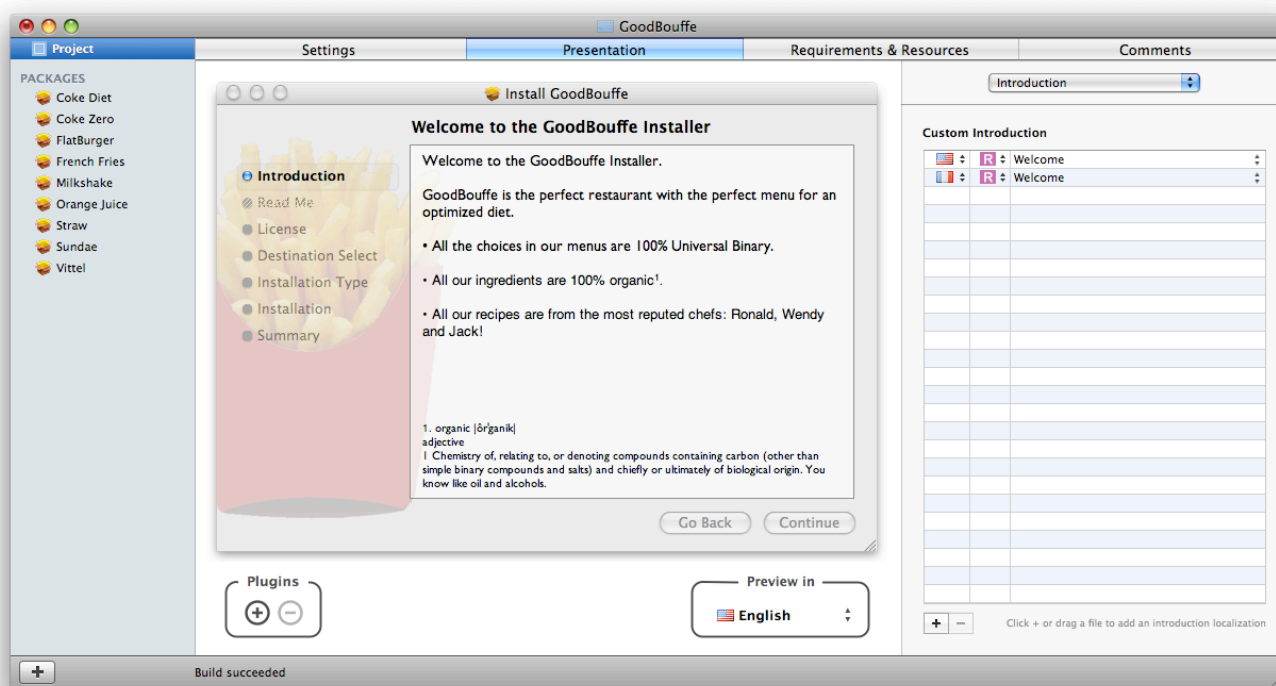 GoodBouffe
Project
Settings
Presentation
Requirements & Resources
Comments
PACKAGES
Coke Diet
Coke Zero
FlatBurger
French Fries
Milkshake
Orange Juice
Straw
Sundae
Vittel
Install GoodBouffe
Welcome to the GoodBouffe Installer
Introduction
Read Me
License
Destination Select
Installation Type
Installation
Summary
Welcome to the GoodBouffe Installer.
GoodBouffe is the perfect restaurant with the perfect menu for an
optimized diet.
• All the choices in our menus are 100% Universal Binary.
• All our ingredients are 100% organic¹.
• All our recipes are from the most reputed chefs: Ronald, Wendy
and Jack!
1. organic |ôrˈganik|
adjective
1 Chemistry of, relating to, or denoting compounds containing carbon (other than
simple binary compounds and salts) and chiefly or ultimately of biological origin. You
know like oil and alcohols.
Go Back
Continue
Plugins
Preview in
English
Introduction
Custom Introduction
R Welcome
R Welcome
Click + or drag a file to add an introduction localization
Build succeeded